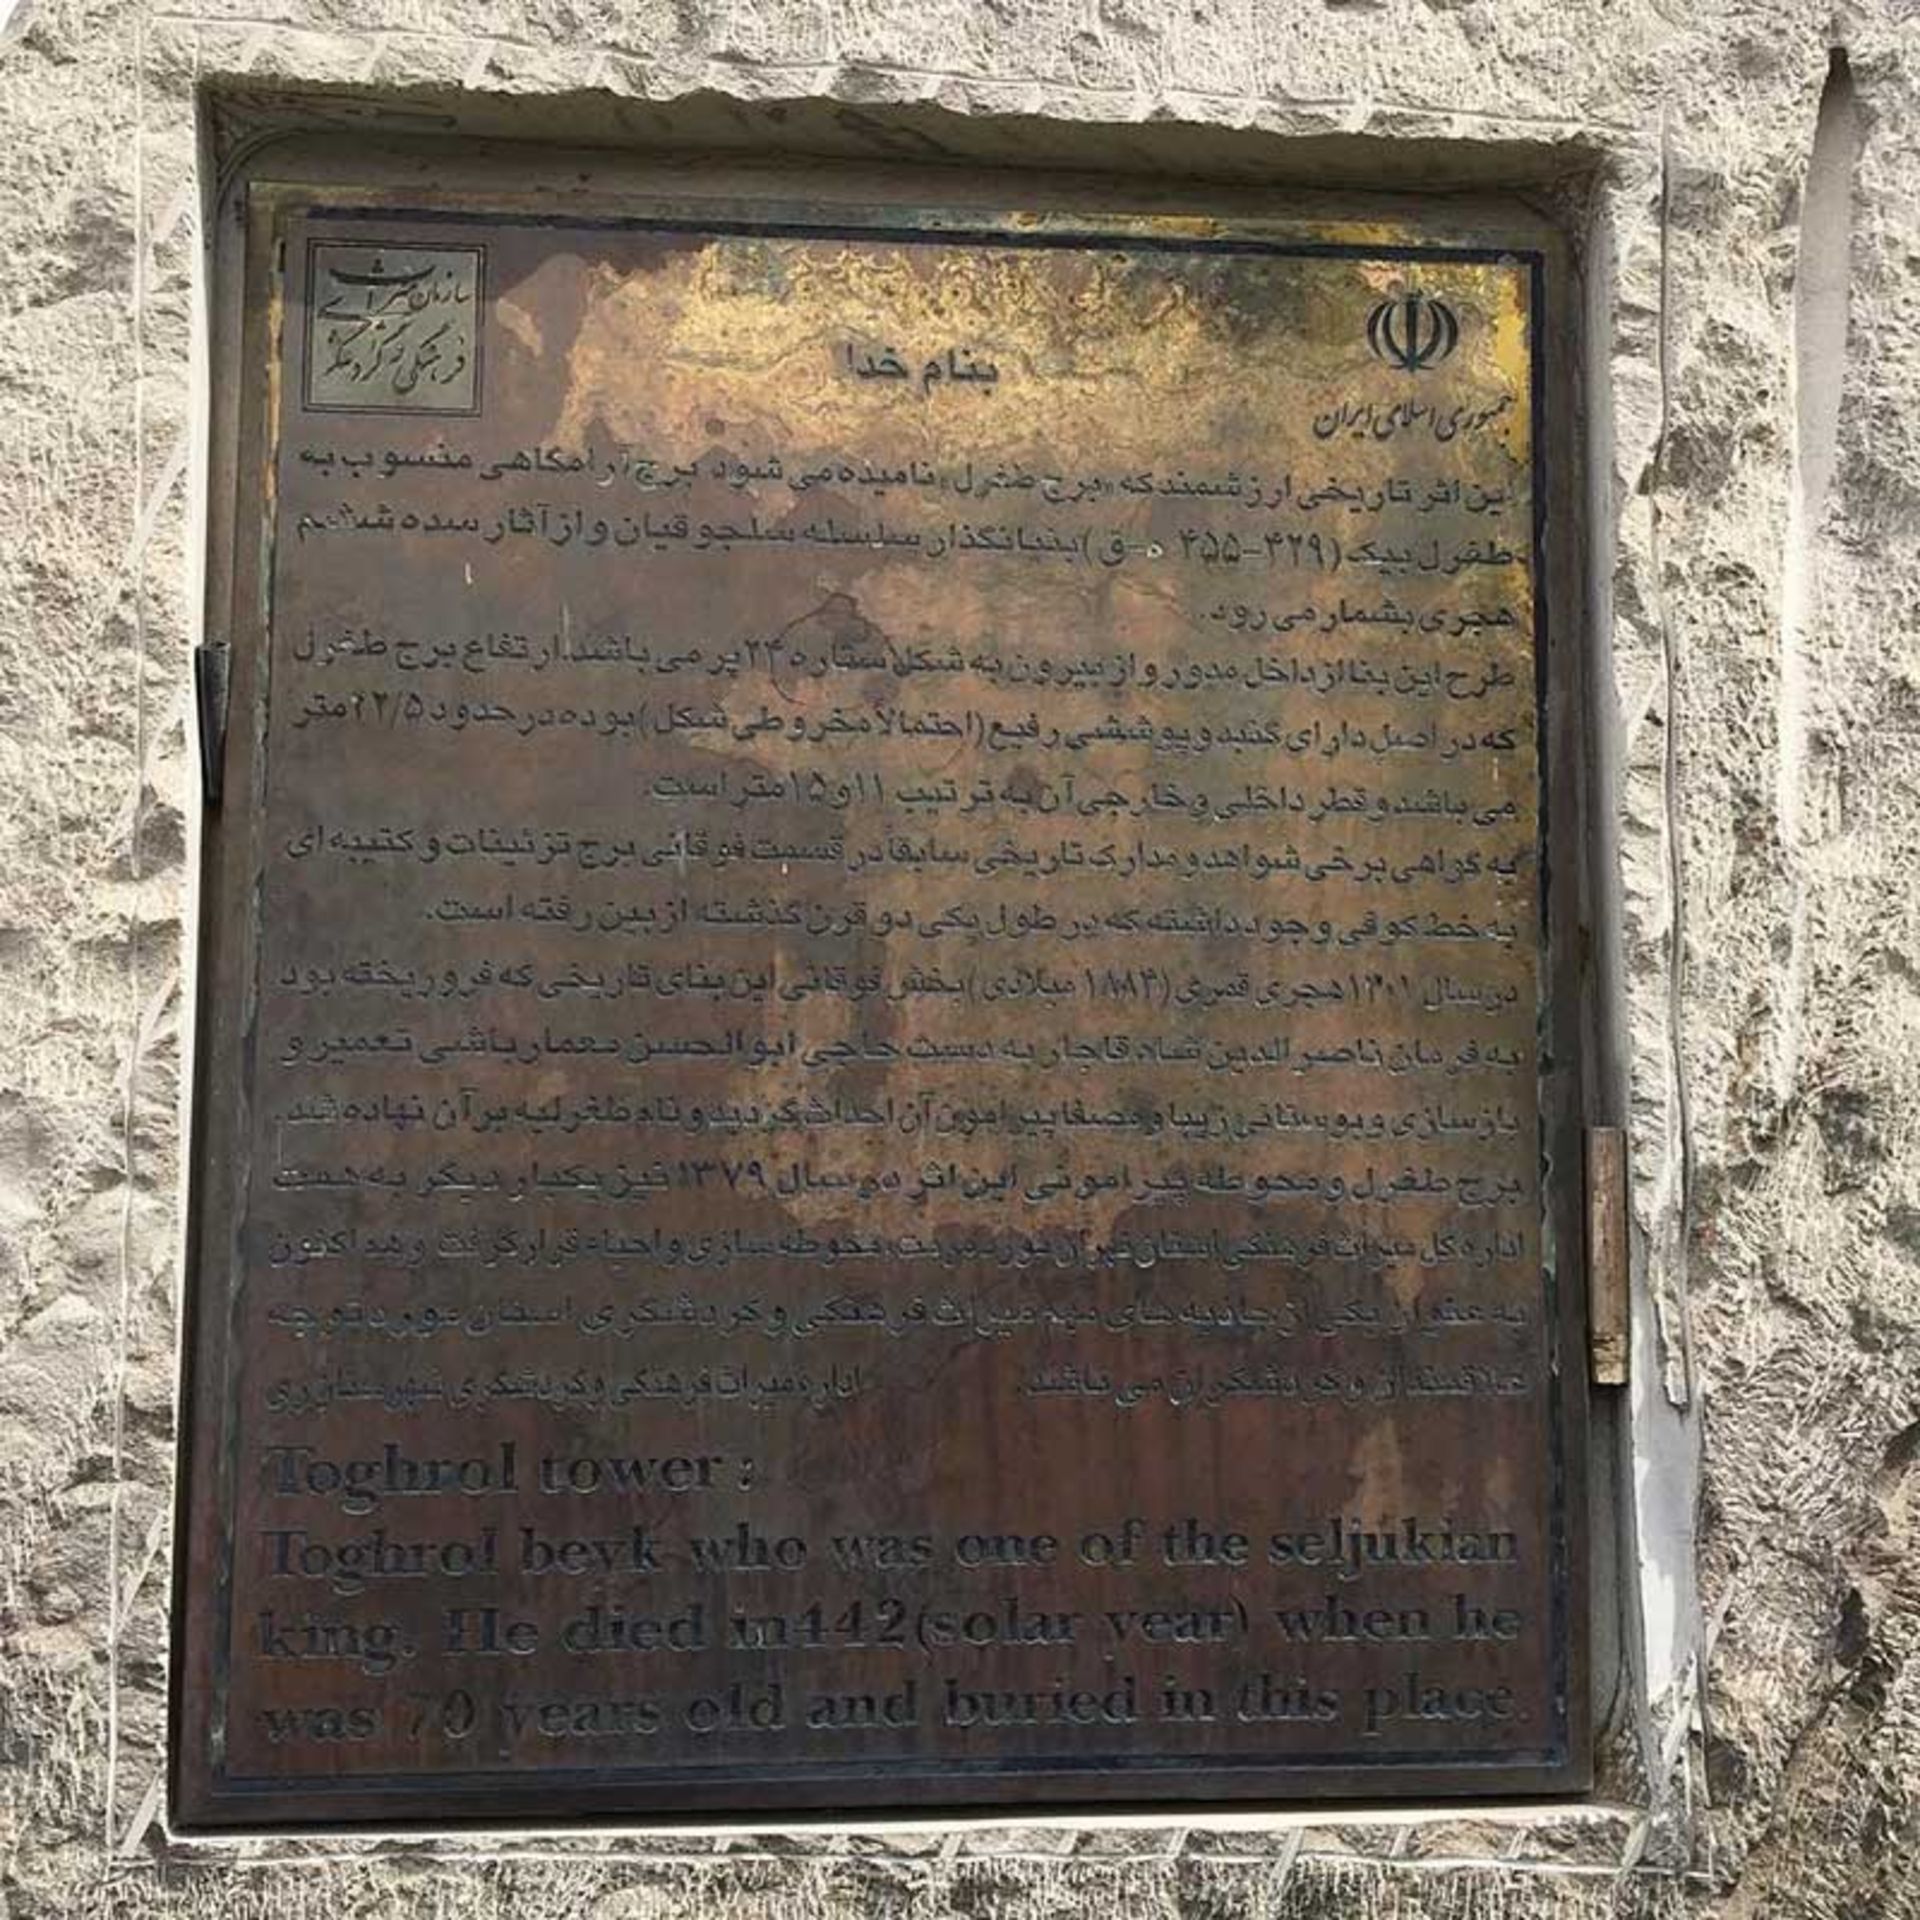 سازمان میراث
فرهنگی و گردشگری
بنام خدا
جمهوری اسلامی ایران
این اثر تاریخی ارزشمند که «برج طغرل» نامیده می شود برج آرامگاهی منسوب به
طغرل بیک (۴۲۹-۴۵۵ ه-ق) بنیانگذار سلسله سلجوقیان و از آثار سده ششم
هجری بشمار می رود.
طرح این بنا از داخل مدور و از بیرون به شکل ستاره ۲۴ پر می باشد. ارتفاع برج طغرل
که در اصل دارای گنبد و پوششی رفیع (احتمالاً مخروطی شکل) بوده در حدود ۲۲/۵ متر
می باشد و قطر داخلی و خارجی آن به ترتیب ۱۱ و ۱۵ متر است.
به گواهی برخی شواهد و مدارک تاریخی سابقا در قسمت فوقانی برج تزئینات و کتیبه ای
به خط کوفی وجود داشته که در طول یکی دو قرن گذشته از بین رفته است.
در سال ۱۳۰۱ هجری قمری (۱۸۸۴ میلادی) بخش فوقانی این بنای تاریخی که فرو ریخته بود
به فرمان ناصرالدین شاه قاجار به دست حاجی ابوالحسن معمارباشی تعمیر و
بازسازی و بوستانی زیبا و مصفا پیرامون آن احداث گردید و نام طغرلیه بر آن نهاده شد.
برج طغرل و محوطه پیرامونی این اثر در سال ۱۳۷۹ نیز یکبار دیگر به همت
اداره کل میراث فرهنگی استان تهران مورد مرمت، محوطه سازی و احیاء قرار گرفت و هم اکنون
به عنوان یکی از جاذبه های مهم میراث فرهنگی و گردشگری استان مورد توجه
علاقمندان و گردشگران می باشد. اداره میراث فرهنگی و گردشگری شهرستان ری
Toghrol tower :
Toghrol beyk who was one of the seljukian
king. He died in 442(solar year) when he
was 70 years old and buried in this place.